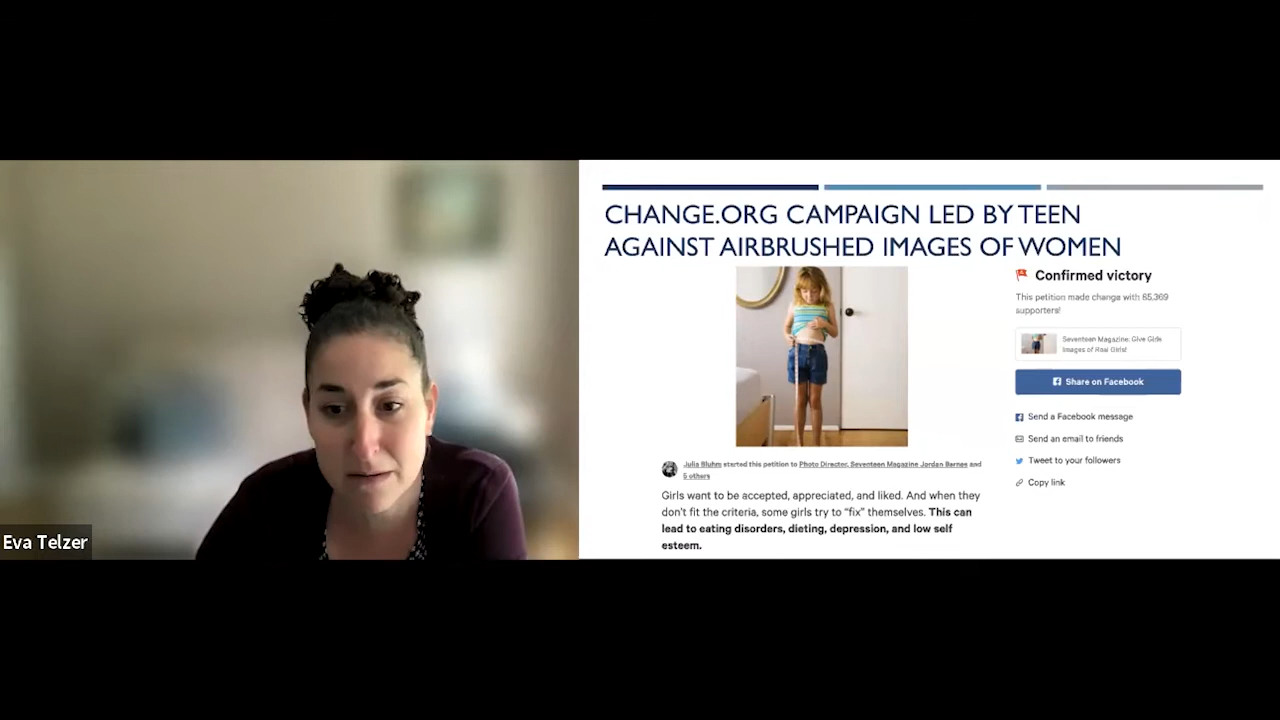 CHANGE.ORG CAMPAIGN LED BY TEEN
AGAINST AIRBRUSHED IMAGES OF WOMEN
Confirmed victory
This petition made change with 65,369
supporters!
Seventeen Magazine: Give Girls
Images of Real Girls!
Share on Facebook
Send a Facebook message
Send an email to friends
Tweet to your followers
Copy link
Julia Bluhm started this petition to Photo Director, Seventeen Magazine Jordan Barnes and
5 others
Girls want to be accepted, appreciated, and liked. And when they
don't fit the criteria, some girls try to “fix” themselves. This can
lead to eating disorders, dieting, depression, and low self
esteem.
Eva Telzer